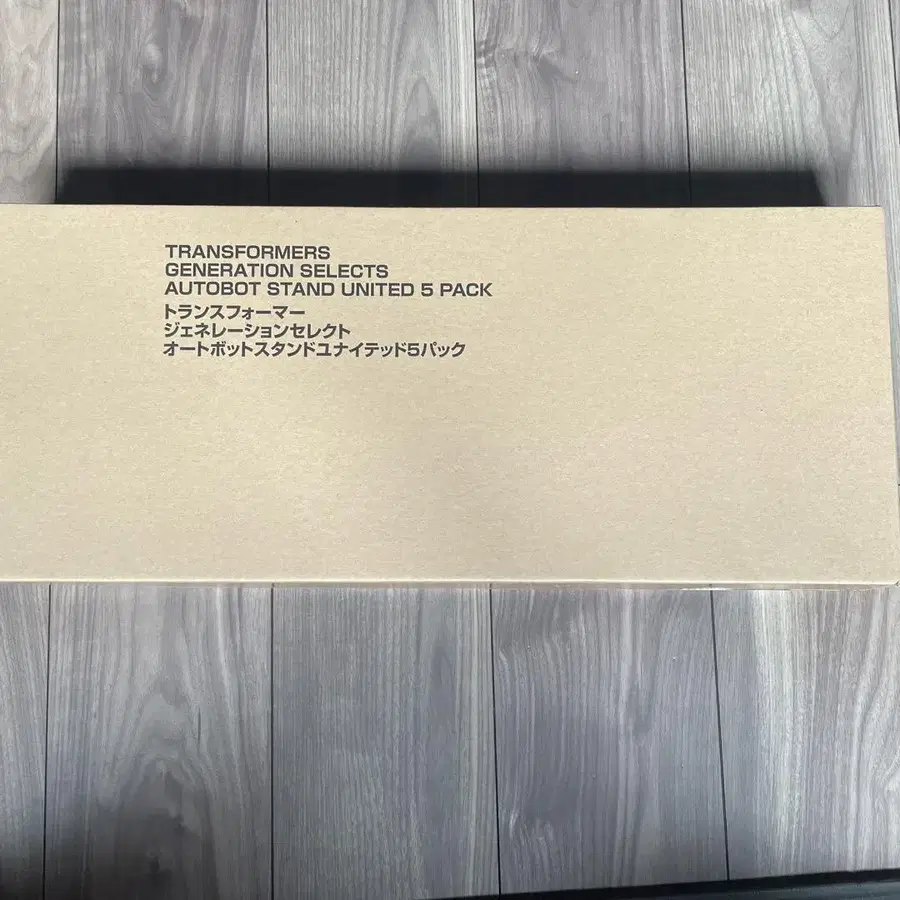 TRANSFORMERS
GENERATION SELECTS
AUTOBOT STAND UNITED 5 PACK
トランスフォーマー
ジェネレーションセレクト
オートボットスタンドユナイテッド5パック